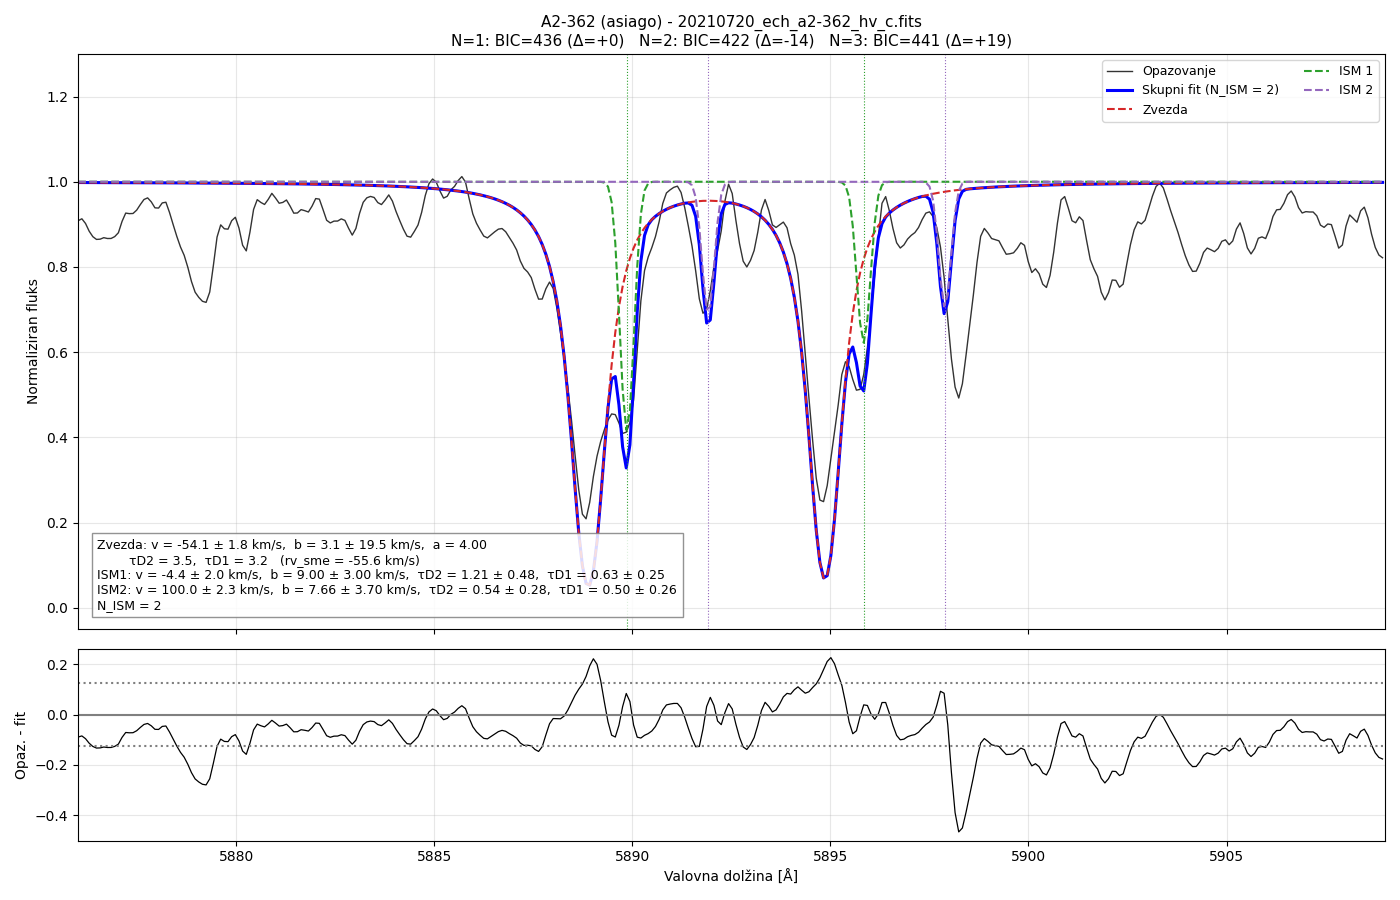 A2-362 (asiago) - 20210720_ech_a2-362_hv_c.fits
N=1: BIC=436 (Δ=+0)   N=2: BIC=422 (Δ=-14)   N=3: BIC=441 (Δ=+19)
Opazovanje
Skupni fit (N_ISM = 2)
Zvezda
ISM 1
ISM 2
Normaliziran fluks
1.2
1.0
0.8
0.6
0.4
0.2
0.0
Zvezda: v = -54.1 ± 1.8 km/s,  b = 3.1 ± 19.5 km/s,  a = 4.00
τD2 = 3.5,  τD1 = 3.2   (rv_sme = -55.6 km/s)
ISM1: v = -4.4 ± 2.0 km/s,  b = 9.00 ± 3.00 km/s,  τD2 = 1.21 ± 0.48,  τD1 = 0.63 ± 0.25
ISM2: v = 100.0 ± 2.3 km/s,  b = 7.66 ± 3.70 km/s,  τD2 = 0.54 ± 0.28,  τD1 = 0.50 ± 0.26
N_ISM = 2
Opaz. - fit
0.2
0.0
−0.2
−0.4
5880 5885 5890 5895 5900 5905
Valovna dolžina [Å]